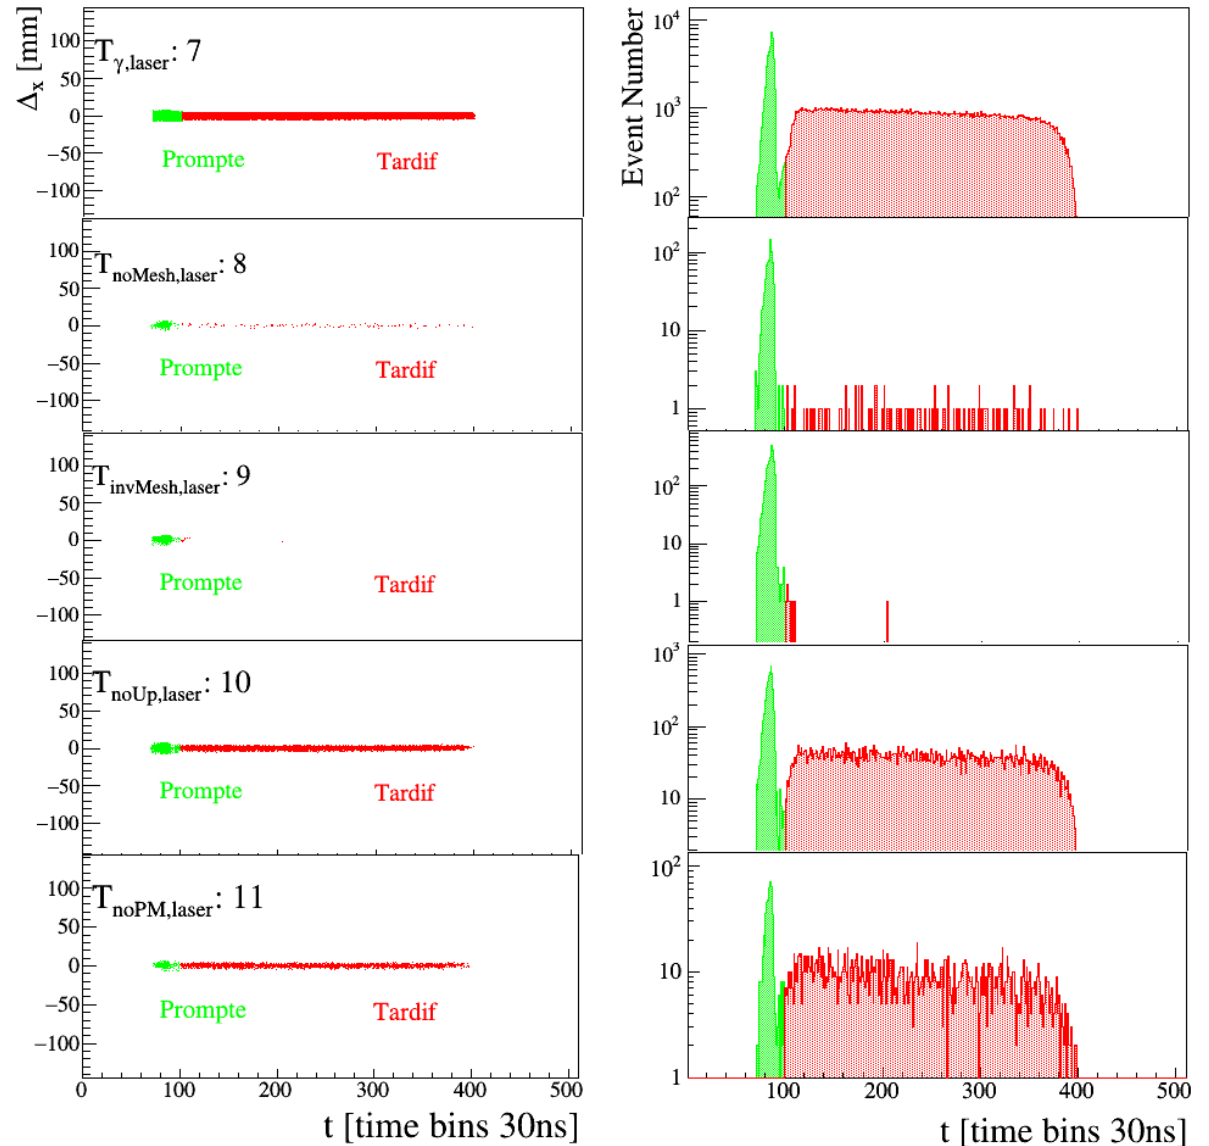 Δx [mm]
100
50
0
−50
−100
Tγ,laser: 7
Prompte Tardif
Event Number
10⁴
10³
10²
100
50
0
−50
−100
TnoMesh,laser: 8
Prompte Tardif
10²
10
1
100
50
0
−50
−100
TinvMesh,laser: 9
Prompte Tardif
10²
10
1
100
50
0
−50
−100
TnoUp,laser: 10
Prompte Tardif
10³
10²
10
100
50
0
−50
−100
TnoPM,laser: 11
Prompte Tardif
10²
10
1
0 100 200 300 400 500
t [time bins 30ns]
100 200 300 400 500
t [time bins 30ns]